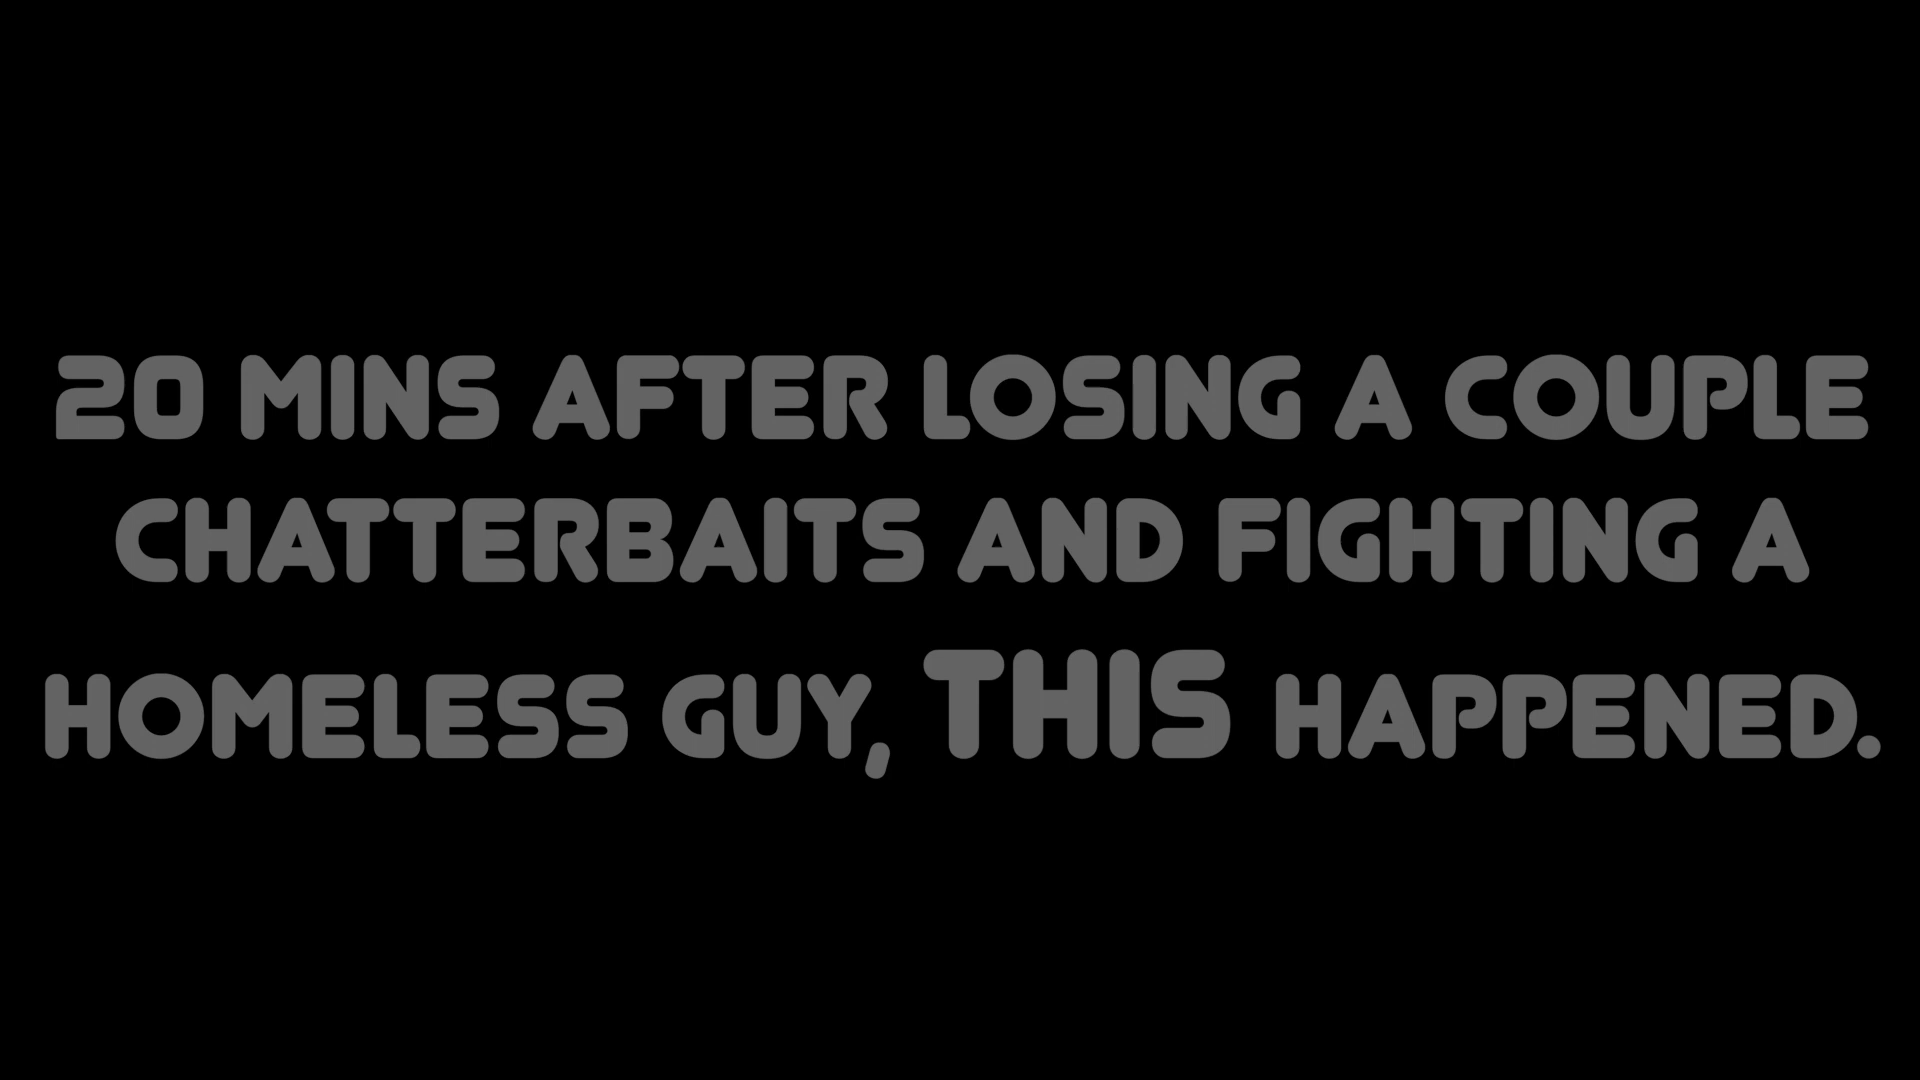 20 MINS AFTER LOSING A COUPLE
CHATTERBAITS AND FIGHTING A
HOMELESS GUY, THIS HAPPENED.